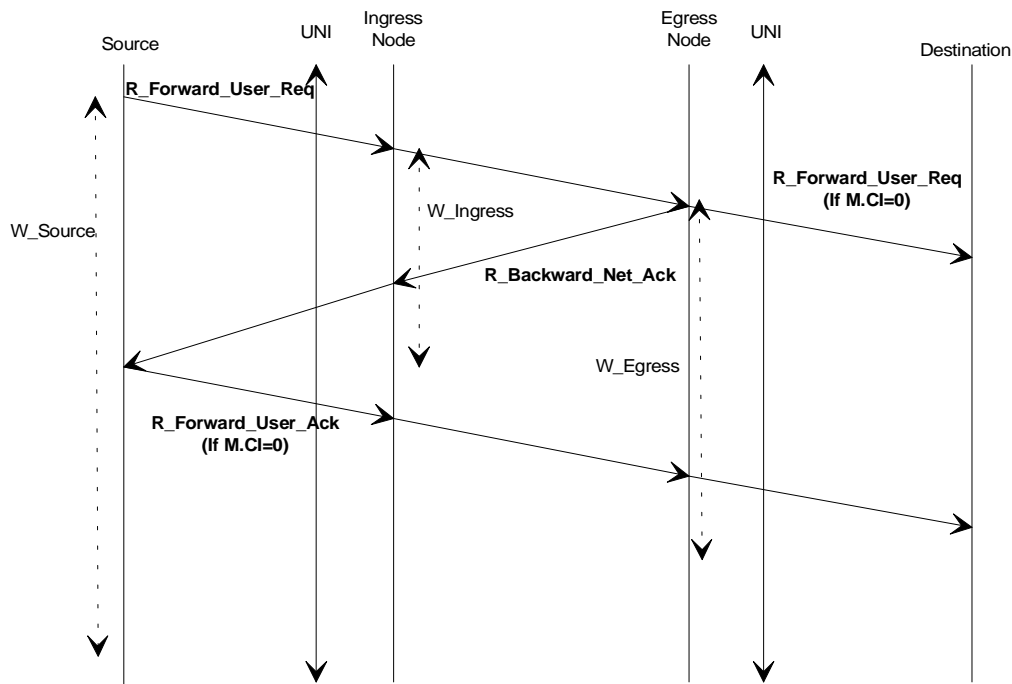 Source
UNI
Ingress
Node
Egress
Node
UNI
Destination
R_Forward_User_Req
R_Forward_User_Req
(If M.CI=0)
W_Ingress
W_Source
R_Backward_Net_Ack
W_Egress
R_Forward_User_Ack
(If M.CI=0)